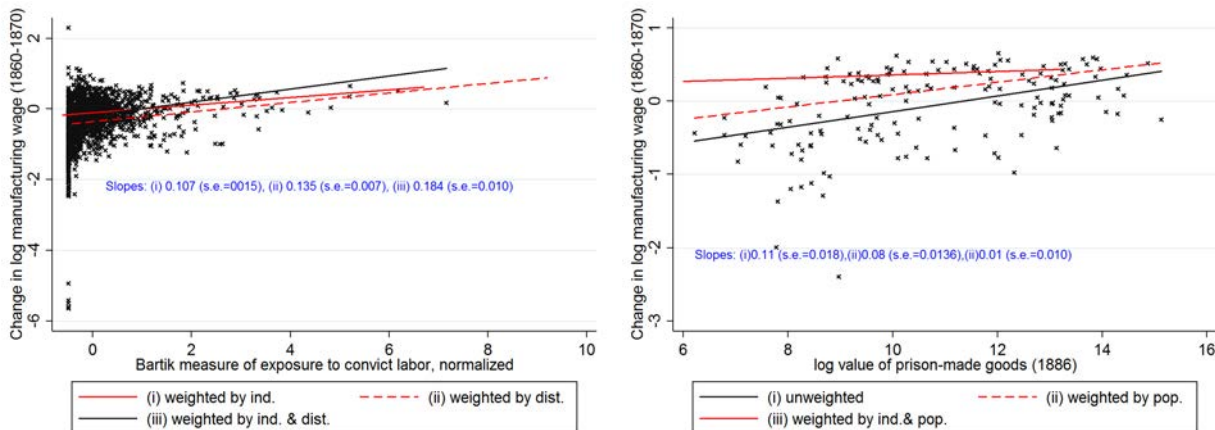 Change in log manufacturing wage (1860-1870)
2
0
-2
-4
-6
Slopes: (i) 0.107 (s.e.=0015), (ii) 0.135 (s.e.=0.007), (iii) 0.184 (s.e.=0.010)
0 2 4 6 8 10
Bartik measure of exposure to convict labor, normalized
(i) weighted by ind. (ii) weighted by dist.
(iii) weighted by ind. & dist.
Change in log manufacturing wage (1860-1870)
1
0
-1
-2
-3
Slopes: (i)0.11 (s.e.=0.018),(ii)0.08 (s.e.=0.0136),(ii)0.01 (s.e.=0.010)
6 8 10 12 14 16
log value of prison-made goods (1886)
(i) unweighted (ii) weighted by pop.
(iii) weighted by ind.& pop.